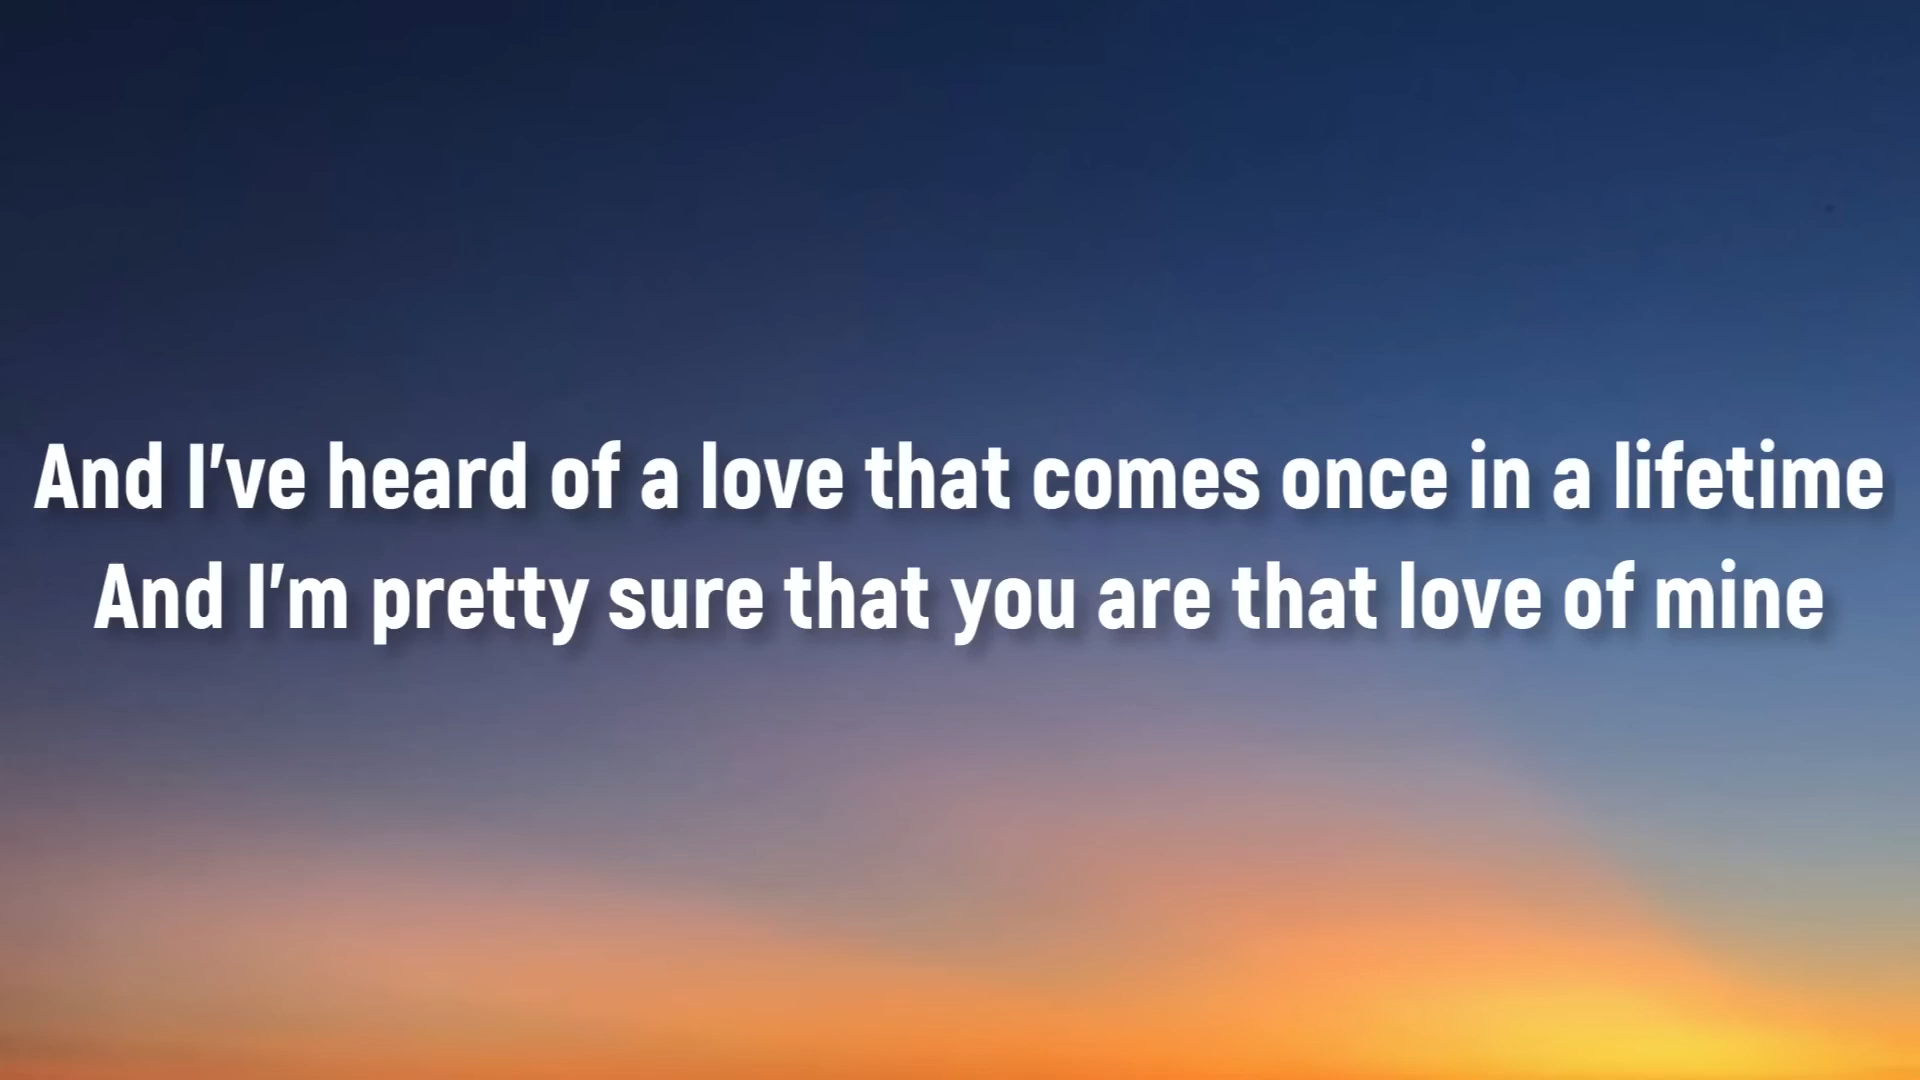 And I've heard of a love that comes once in a lifetime
And I'm pretty sure that you are that love of mine